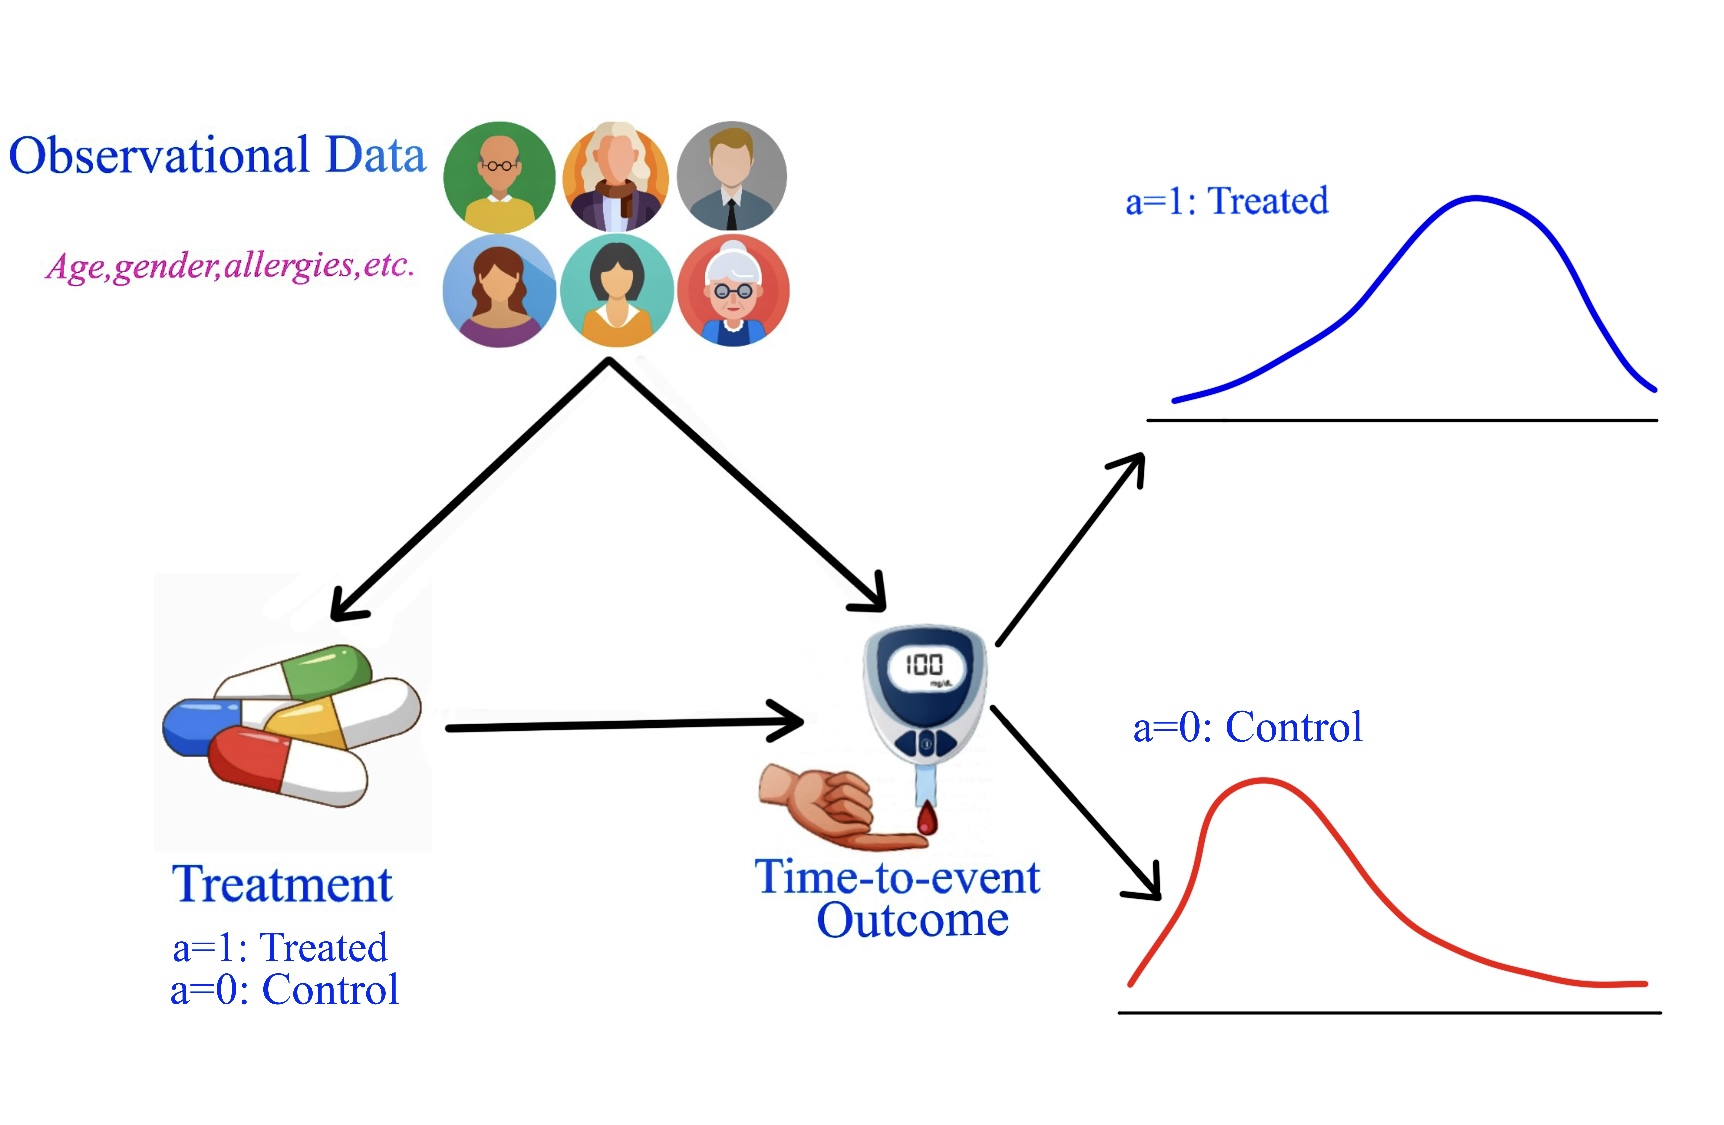 Observational Data
Age,gender,allergies,etc.
a=1: Treated
100
mg/dL
a=0: Control
Treatment
a=1: Treated
a=0: Control
Time-to-event
Outcome